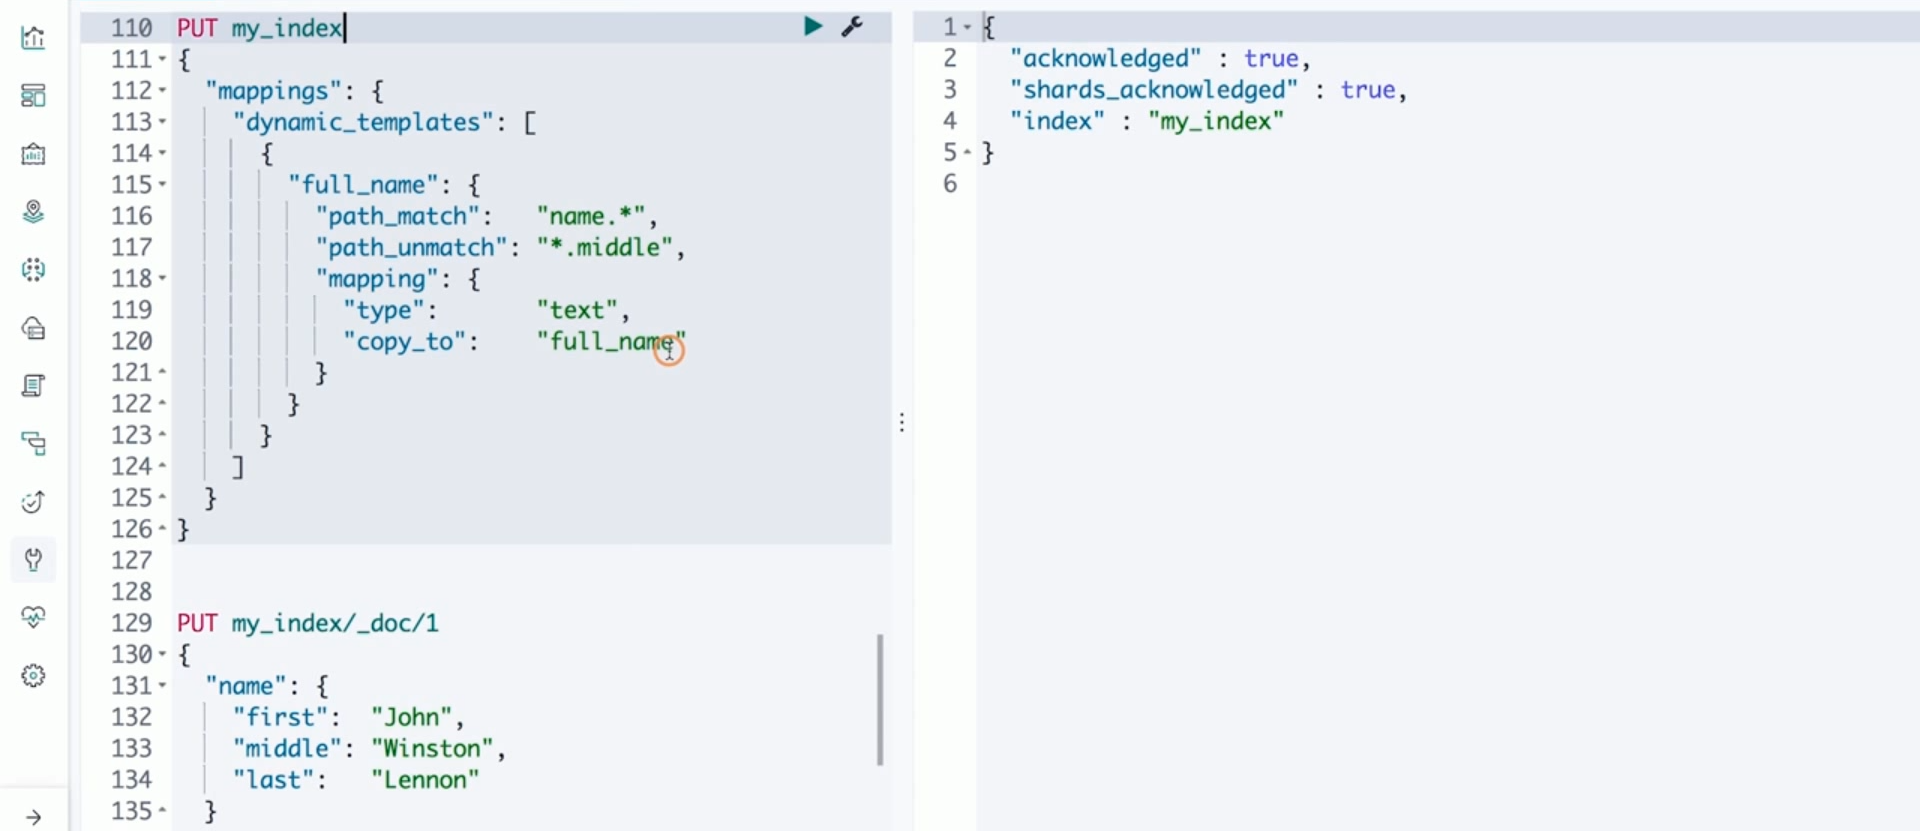 110 PUT my_index
111 {
112 "mappings": {
113 "dynamic_templates": [
114 {
115 "full_name": {
116 "path_match": "name.*",
117 "path_unmatch": "*.middle",
118 "mapping": {
119 "type": "text",
120 "copy_to": "full_name"
121 }
122 }
123 }
124 ]
125 }
126 }
127
128
129 PUT my_index/_doc/1
130 {
131 "name": {
132 "first": "John",
133 "middle": "Winston",
134 "last": "Lennon"
135 }
1 {
2 "acknowledged" : true,
3 "shards_acknowledged" : true,
4 "index" : "my_index"
5 }
6